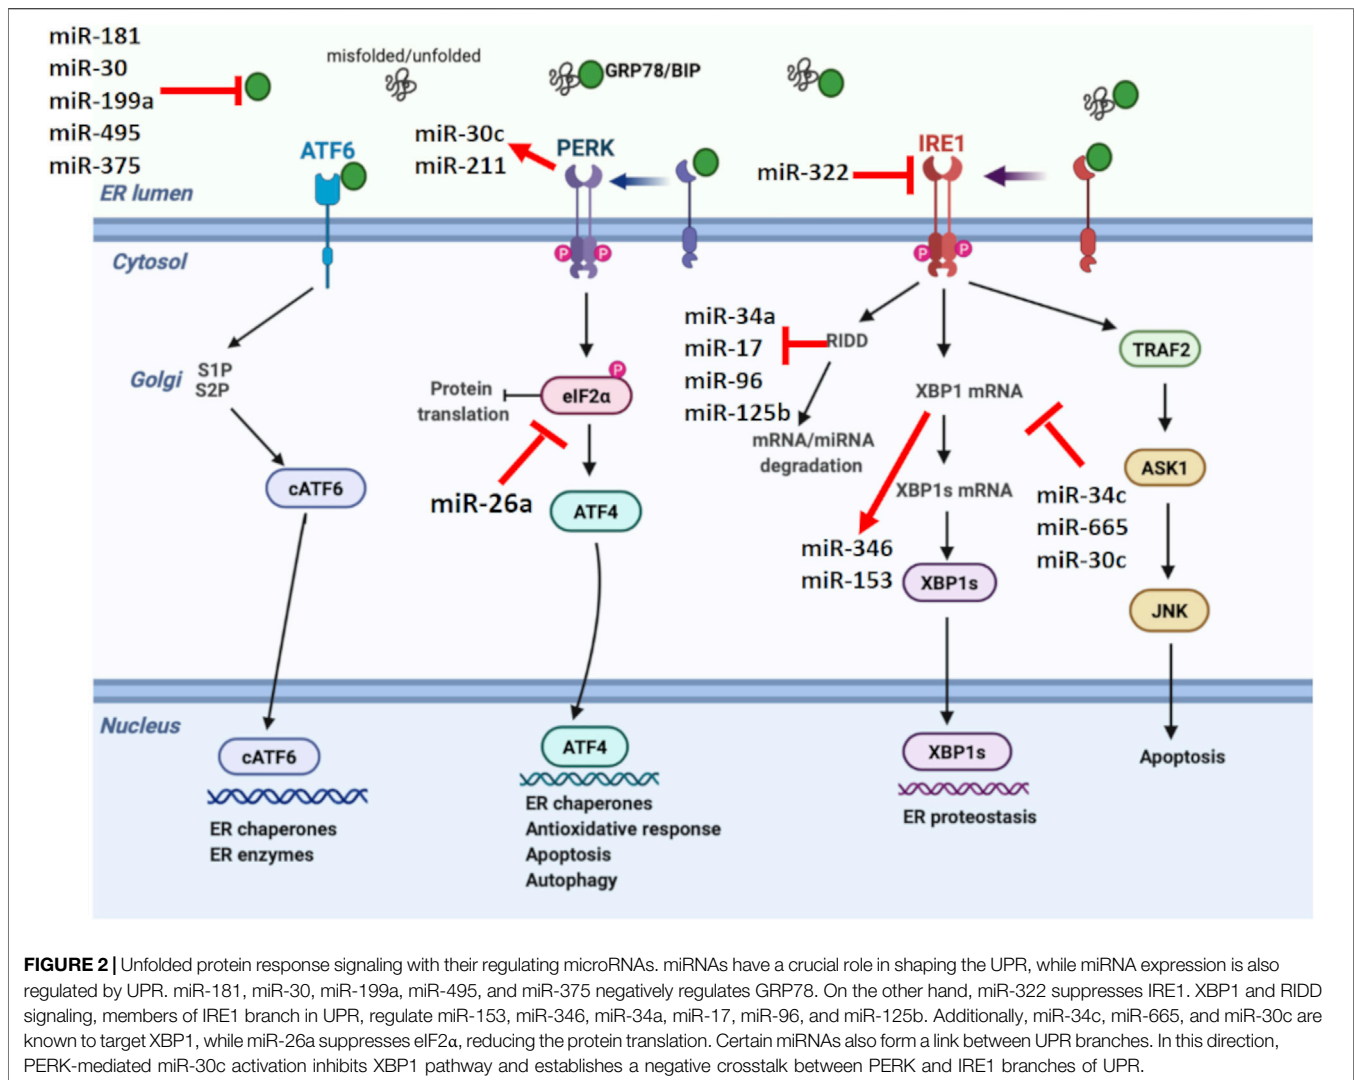 miR-181
miR-30
miR-199a
miR-495
miR-375
misfolded/unfolded
GRP78/BIP
ATF6
miR-30c
miR-211
PERK
miR-322
IRE1
ER lumen
Cytosol
P
P
P
P
S1P
S2P
Golgi
cATF6
Protein
translation
eIF2α
P
miR-26a
ATF4
miR-34a
miR-17
miR-96
miR-125b
RIDD
mRNA/miRNA
degradation
XBP1 mRNA
XBP1s mRNA
miR-346
miR-153
XBP1s
TRAF2
ASK1
miR-34c
miR-665
miR-30c
JNK
Nucleus
cATF6
ER chaperones
ER enzymes
ATF4
ER chaperones
Antioxidative response
Apoptosis
Autophagy
XBP1s
ER proteostasis
Apoptosis
FIGURE 2 | Unfolded protein response signaling with their regulating microRNAs. miRNAs have a crucial role in shaping the UPR, while miRNA expression is also
regulated by UPR. miR-181, miR-30, miR-199a, miR-495, and miR-375 negatively regulates GRP78. On the other hand, miR-322 suppresses IRE1. XBP1 and RIDD
signaling, members of IRE1 branch in UPR, regulate miR-153, miR-346, miR-34a, miR-17, miR-96, and miR-125b. Additionally, miR-34c, miR-665, and miR-30c are
known to target XBP1, while miR-26a suppresses eIF2α, reducing the protein translation. Certain miRNAs also form a link between UPR branches. In this direction,
PERK-mediated miR-30c activation inhibits XBP1 pathway and establishes a negative crosstalk between PERK and IRE1 branches of UPR.